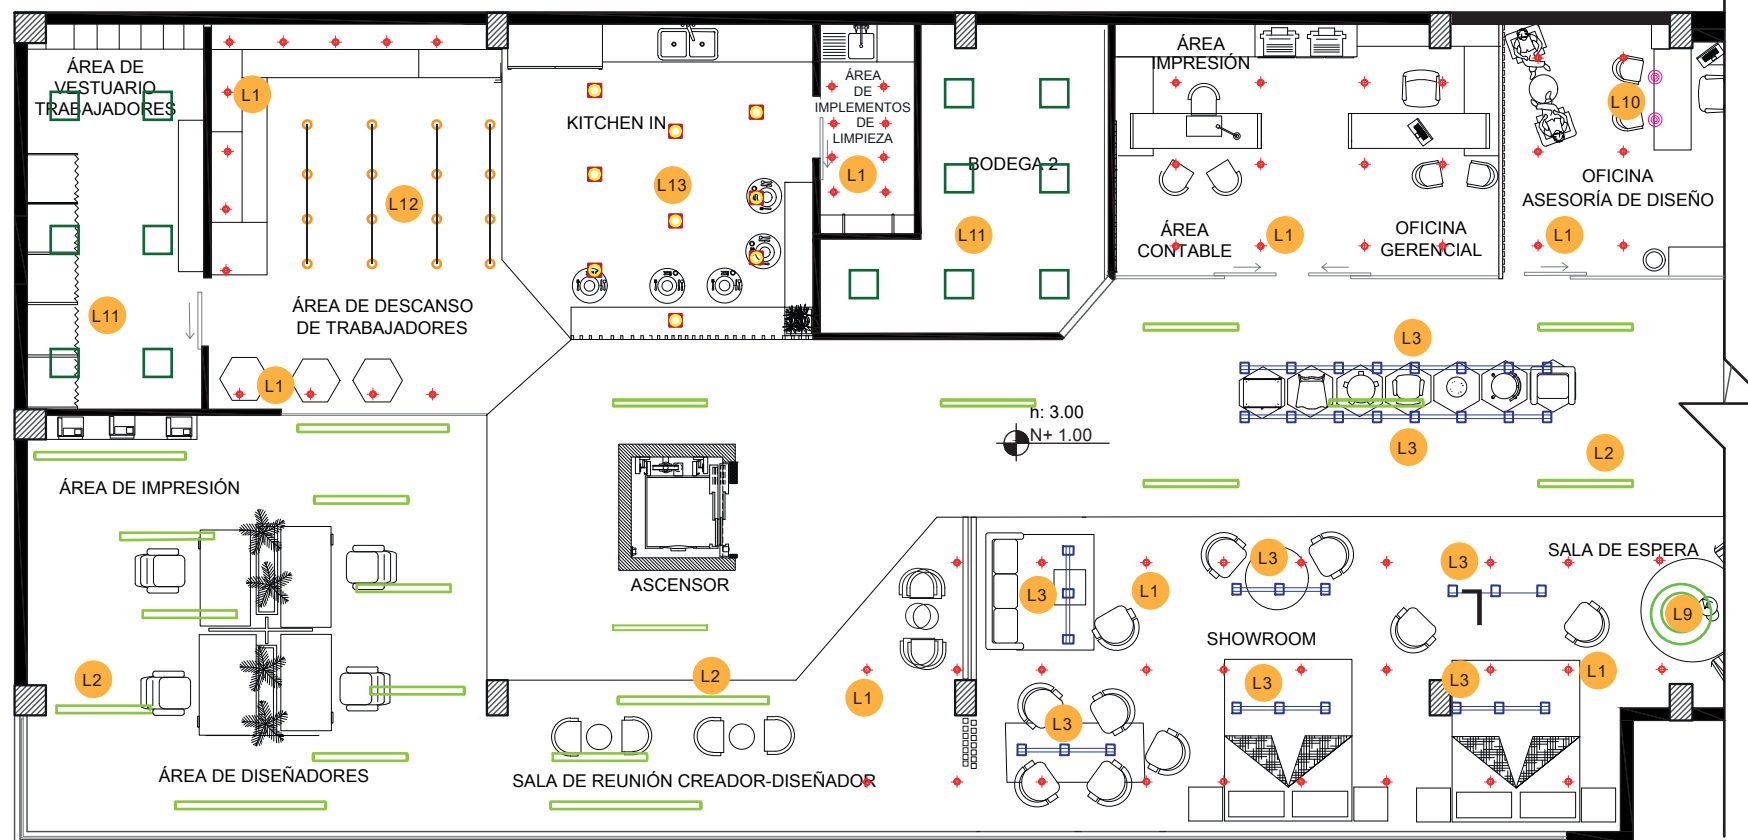 ÁREA DE
VESTUARIO
TRABAJADORES
L1
L12
L11
ÁREA DE DESCANSO
DE TRABAJADORES
L1
KITCHEN IN
L13
ÁREA
DE
IMPLEMENTOS
DE
LIMPIEZA
L1
BODEGA 2
L11
ÁREA
IMPRESIÓN
ÁREA
CONTABLE
L1
OFICINA
GERENCIAL
L10
OFICINA
ASESORÍA DE DISEÑO
L1
L3
L3
L2
h: 3.00
N+ 1.00
ÁREA DE IMPRESIÓN
L2
ÁREA DE DISEÑADORES
ASCENSOR
L2
SALA DE REUNIÓN CREADOR-DISEÑADOR
L1
L3
L1
L3
L3
SALA DE ESPERA
L9
SHOWROOM
L3
L3
L1
L3